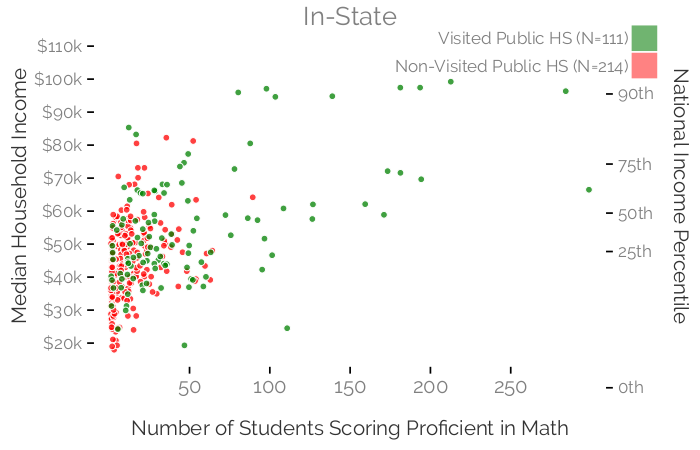 In-State
Visited Public HS (N=111)
Non-Visited Public HS (N=214)
Median Household Income
$110k
$100k
$90k
$80k
$70k
$60k
$50k
$40k
$30k
$20k
90th
75th
50th
25th
0th
National Income Percentile
50 100 150 200 250
Number of Students Scoring Proficient in Math